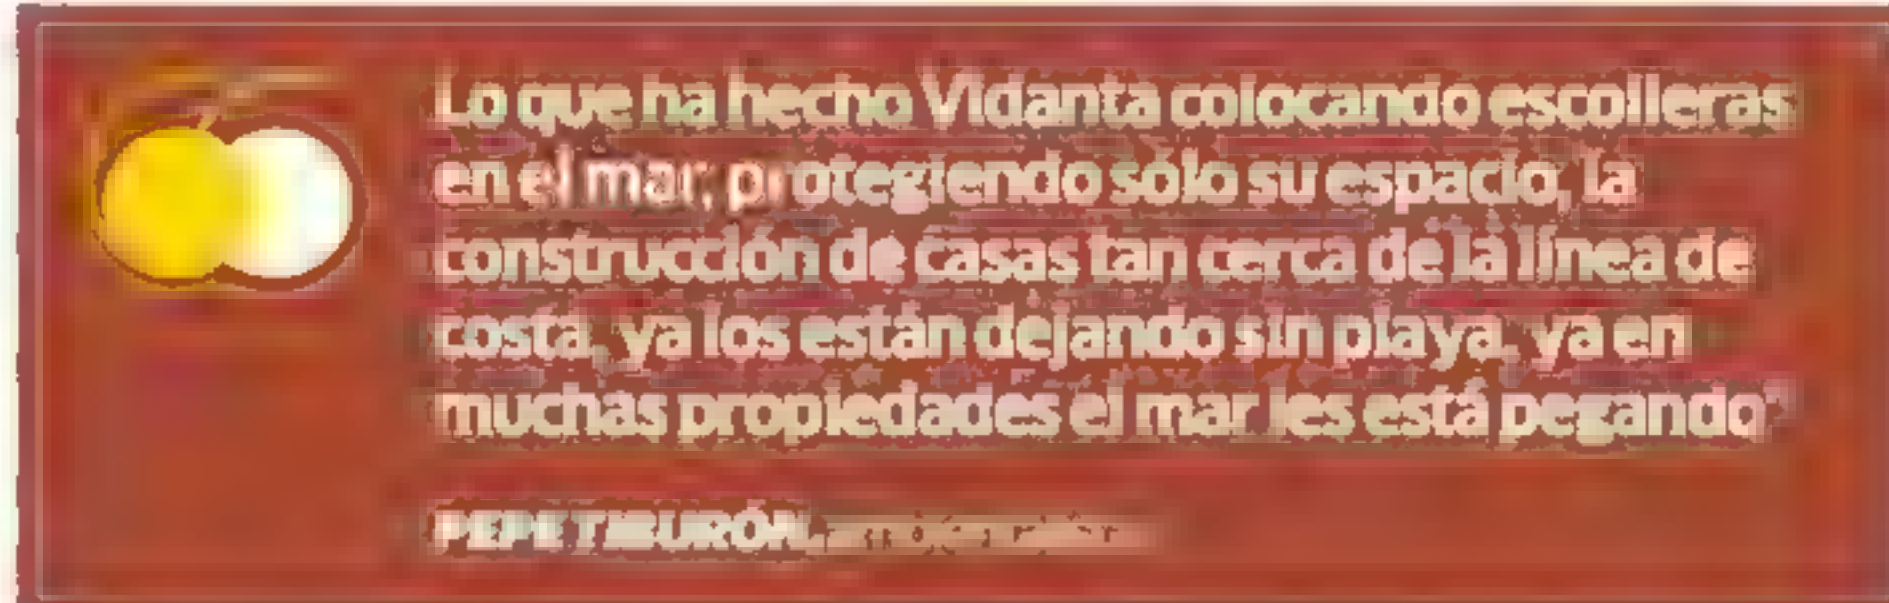 Lo que ha hecho Vidanta colocando escolleras
en el mar, protegiendo sólo su espacio, la
construcción de casas tan cerca de la línea de
costa, ya los están dejando sin playa, ya en
muchas propiedades el mar les está pegando"
PEPE TIBURÓN